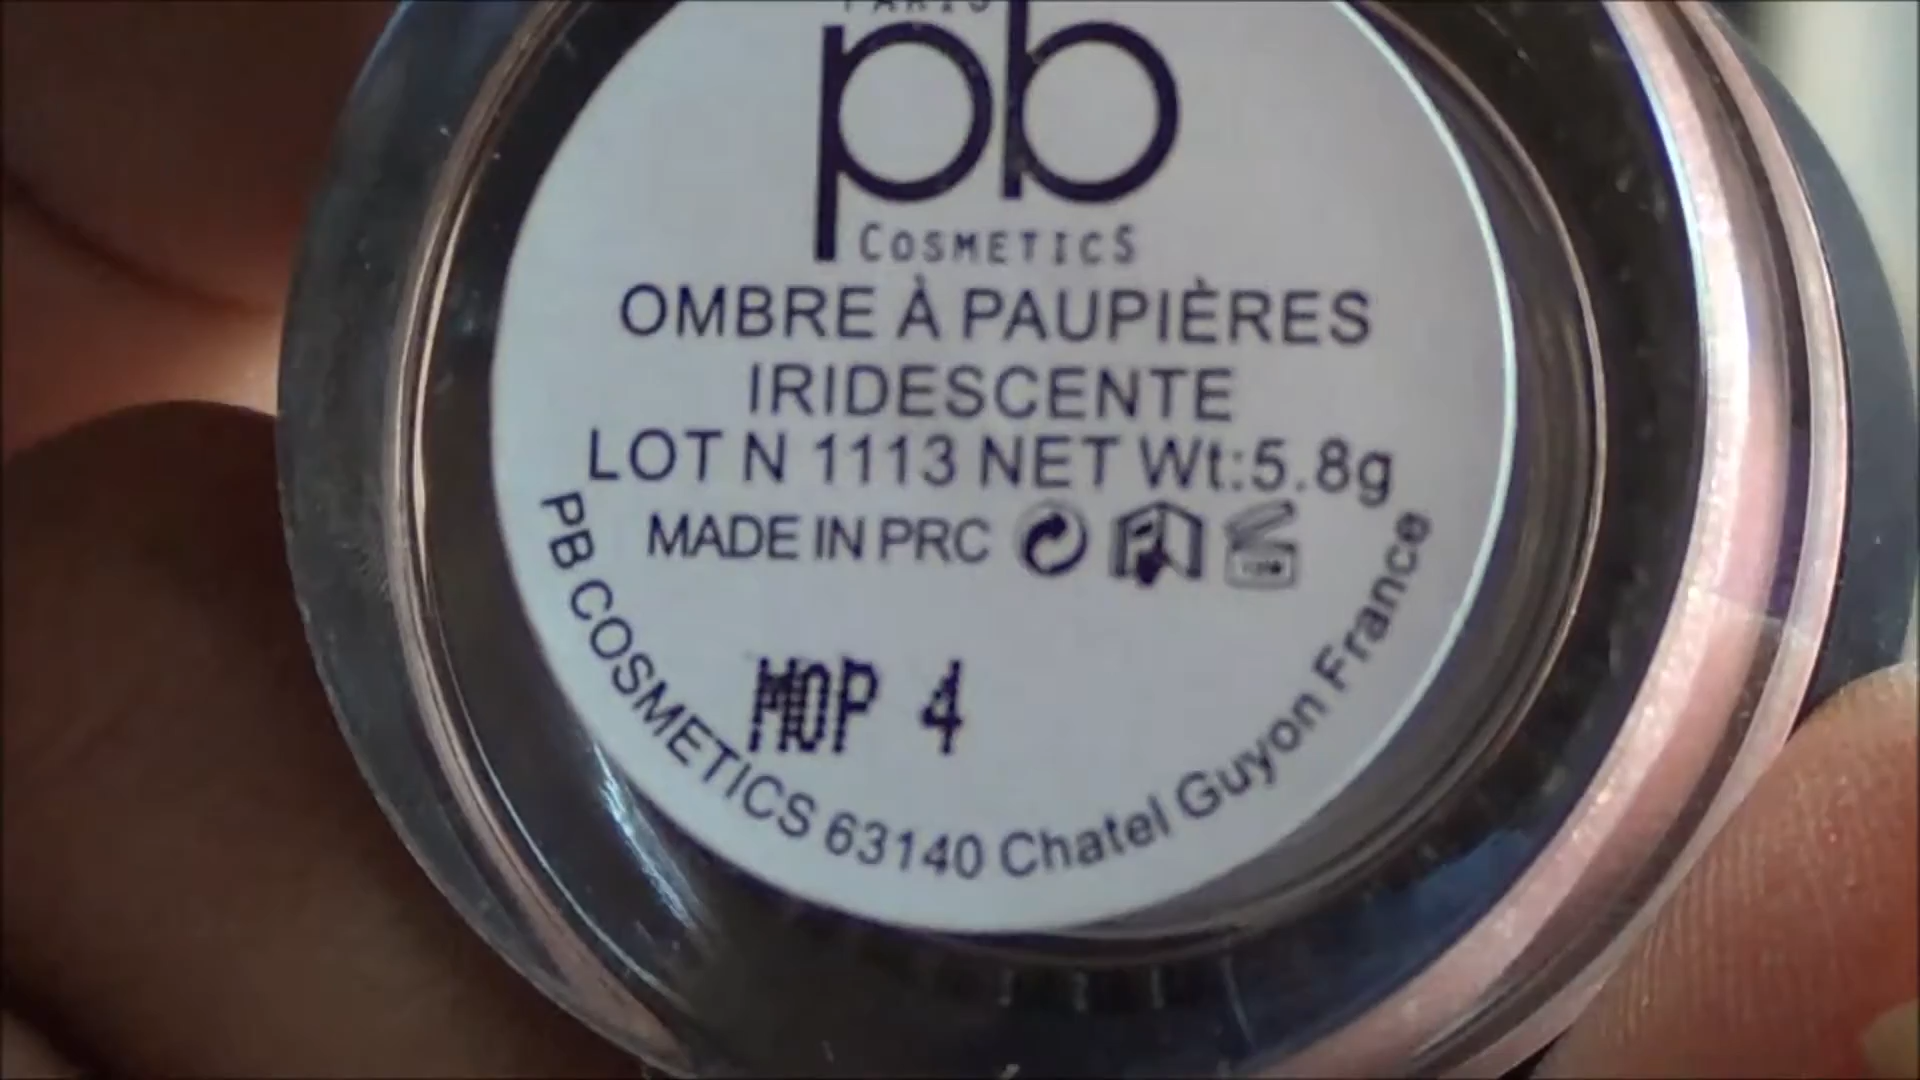 PARIS
pb
COSMETICS
OMBRE À PAUPIÈRES
IRIDESCENTE
LOT N 1113 NET Wt:5.8g
MADE IN PRC
MOP 4
PB COSMETICS 63140 Chatel Guyon France